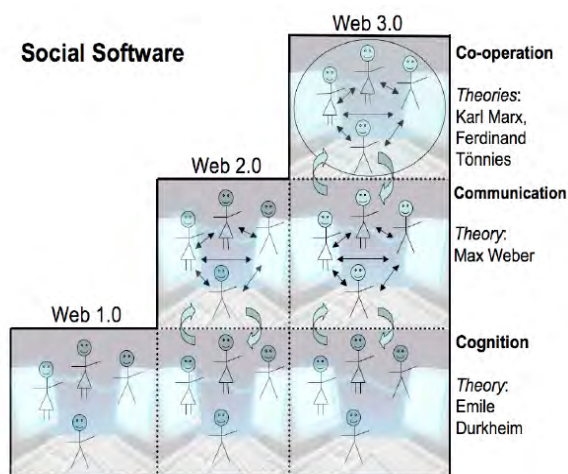 Social Software
Web 3.0
Co-operation
Theories:
Karl Marx,
Ferdinand
Tönnies
Web 2.0
Communication
Theory:
Max Weber
Web 1.0
Cognition
Theory:
Emile
Durkheim